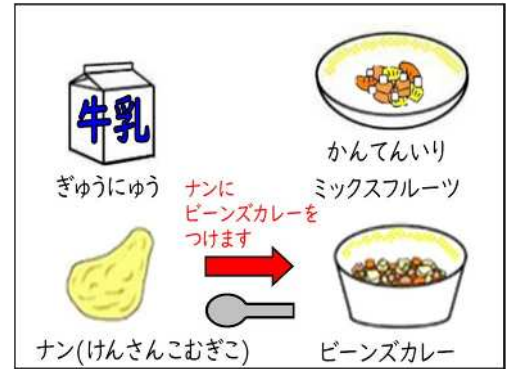 牛乳
ぎゅうにゅう
かんてんいり
ミックスフルーツ
ナンに
ビーンズカレーを
つけます
ナン(けんさんこむぎこ)
ビーンズカレー